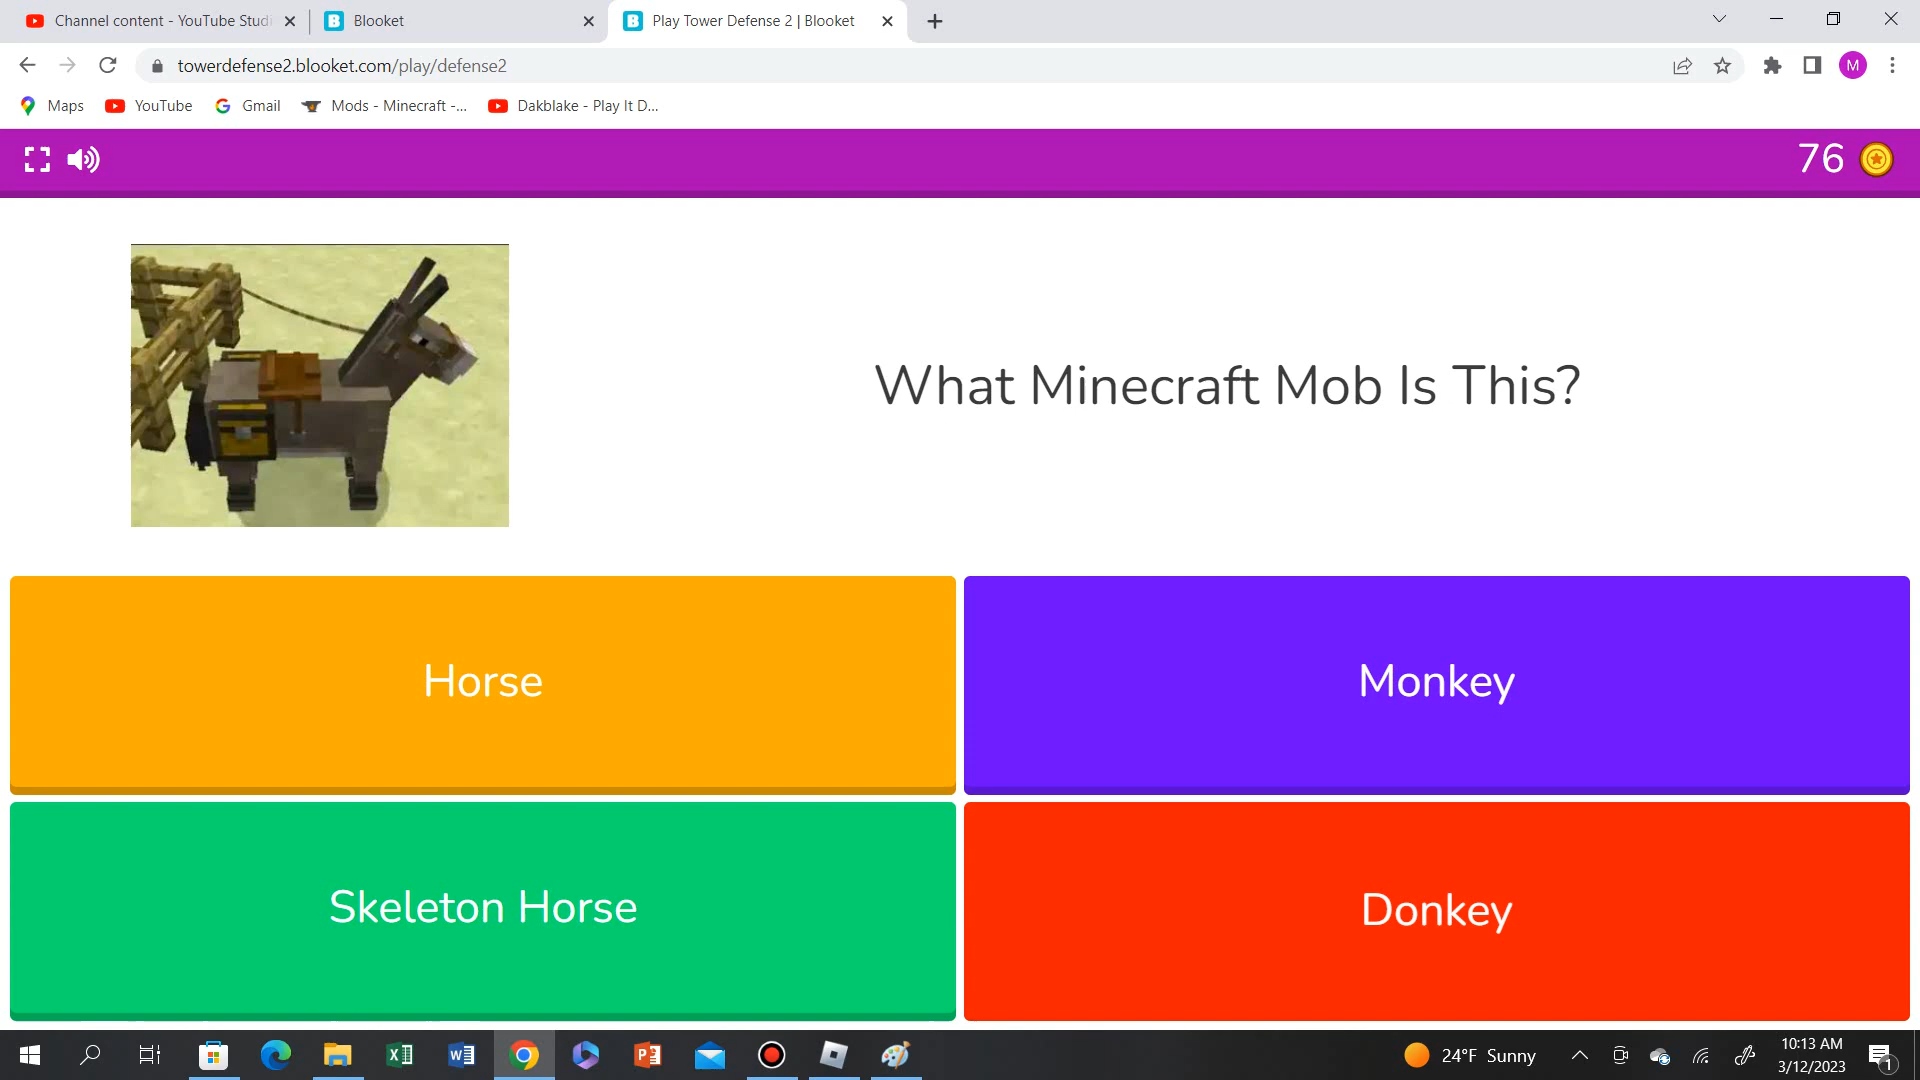 Channel content - YouTube Studi
Blooket
Play Tower Defense 2 | Blooket
towerdefense2.blooket.com/play/defense2
M
Maps
YouTube
Gmail
Mods - Minecraft -...
Dakblake - Play It D...
76
What Minecraft Mob Is This?
Horse
Monkey
Skeleton Horse
Donkey
24°F Sunny
10:13 AM
3/12/2023
1